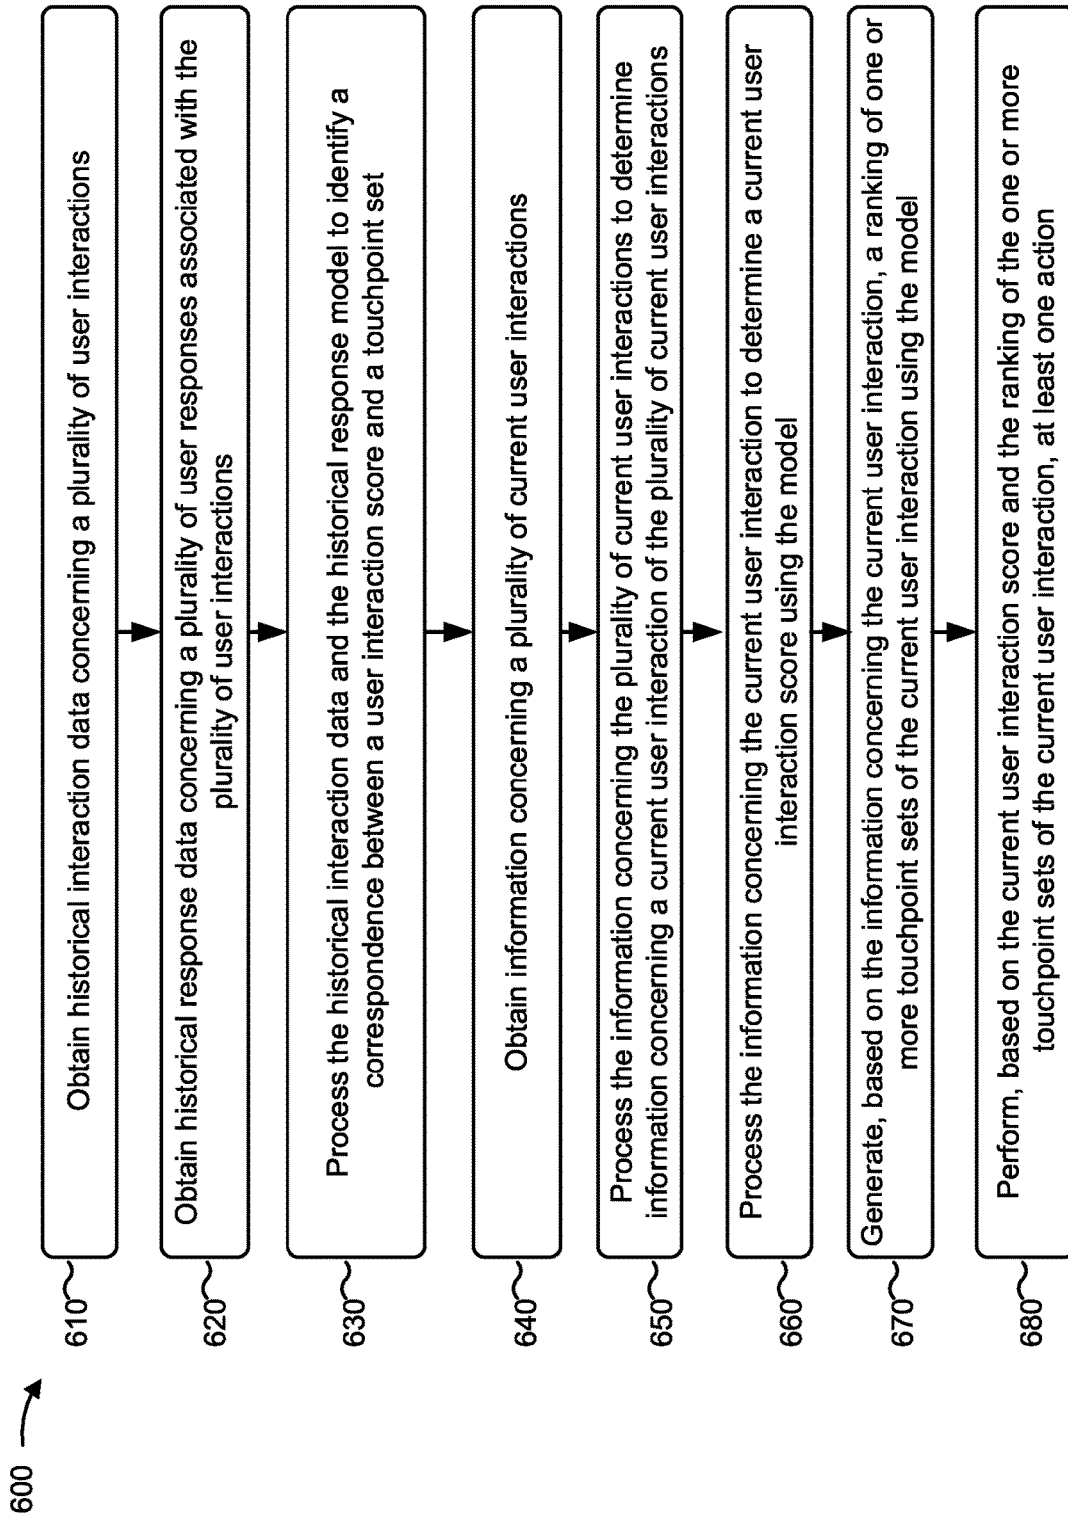 600
610
Obtain historical interaction data concerning a plurality of user interactions
620
Obtain historical response data concerning a plurality of user responses associated with the
plurality of user interactions
630
Process the historical interaction data and the historical response model to identify a
correspondence between a user interaction score and a touchpoint set
640
Obtain information concerning a plurality of current user interactions
650
Process the information concerning the plurality of current user interactions to determine
information concerning a current user interaction of the plurality of current user interactions
660
Process the information concerning the current user interaction to determine a current user
interaction score using the model
670
Generate, based on the information concerning the current user interaction, a ranking of one or
more touchpoint sets of the current user interaction using the model
680
Perform, based on the current user interaction score and the ranking of the one or more
touchpoint sets of the current user interaction, at least one action